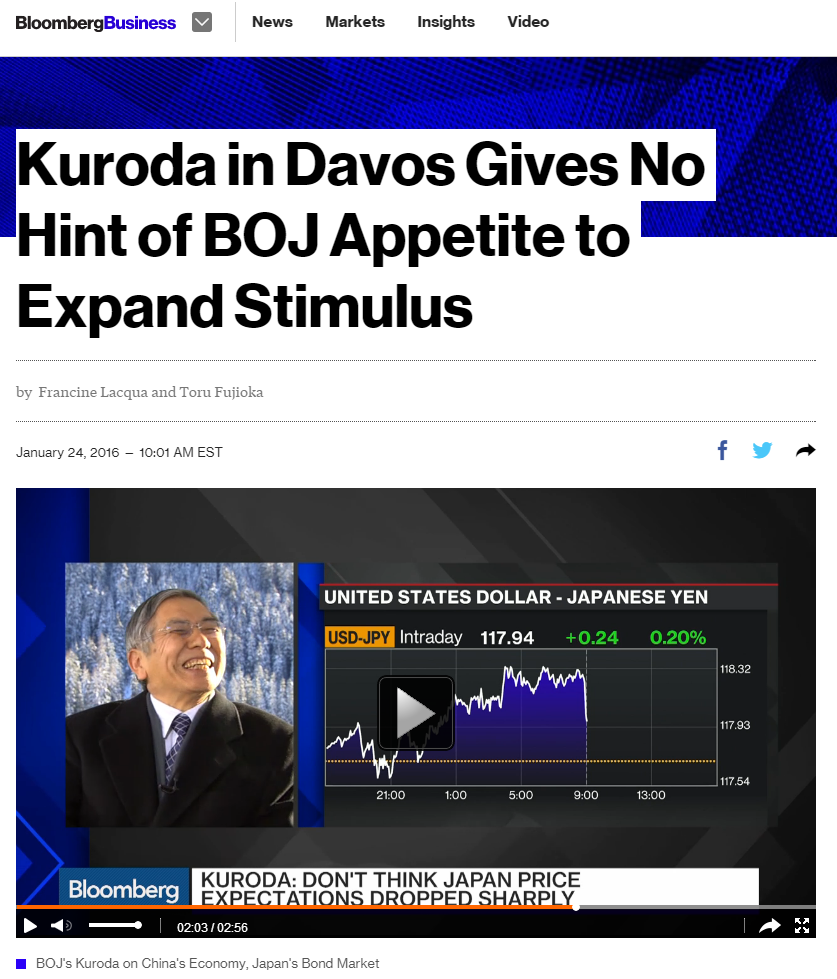 BloombergBusiness News Markets Insights Video
Kuroda in Davos Gives No
Hint of BOJ Appetite to
Expand Stimulus
by Francine Lacqua and Toru Fujioka
January 24, 2016 – 10:01 AM EST
UNITED STATES DOLLAR - JAPANESE YEN
USD-JPY Intraday 117.94 +0.24 0.20%
118.32
117.93
117.54
21:00 1:00 5:00 9:00 13:00
Bloomberg
KURODA: DON'T THINK JAPAN PRICE
EXPECTATIONS DROPPED SHARPLY
02:03 / 02:56
BOJ's Kuroda on China's Economy, Japan's Bond Market